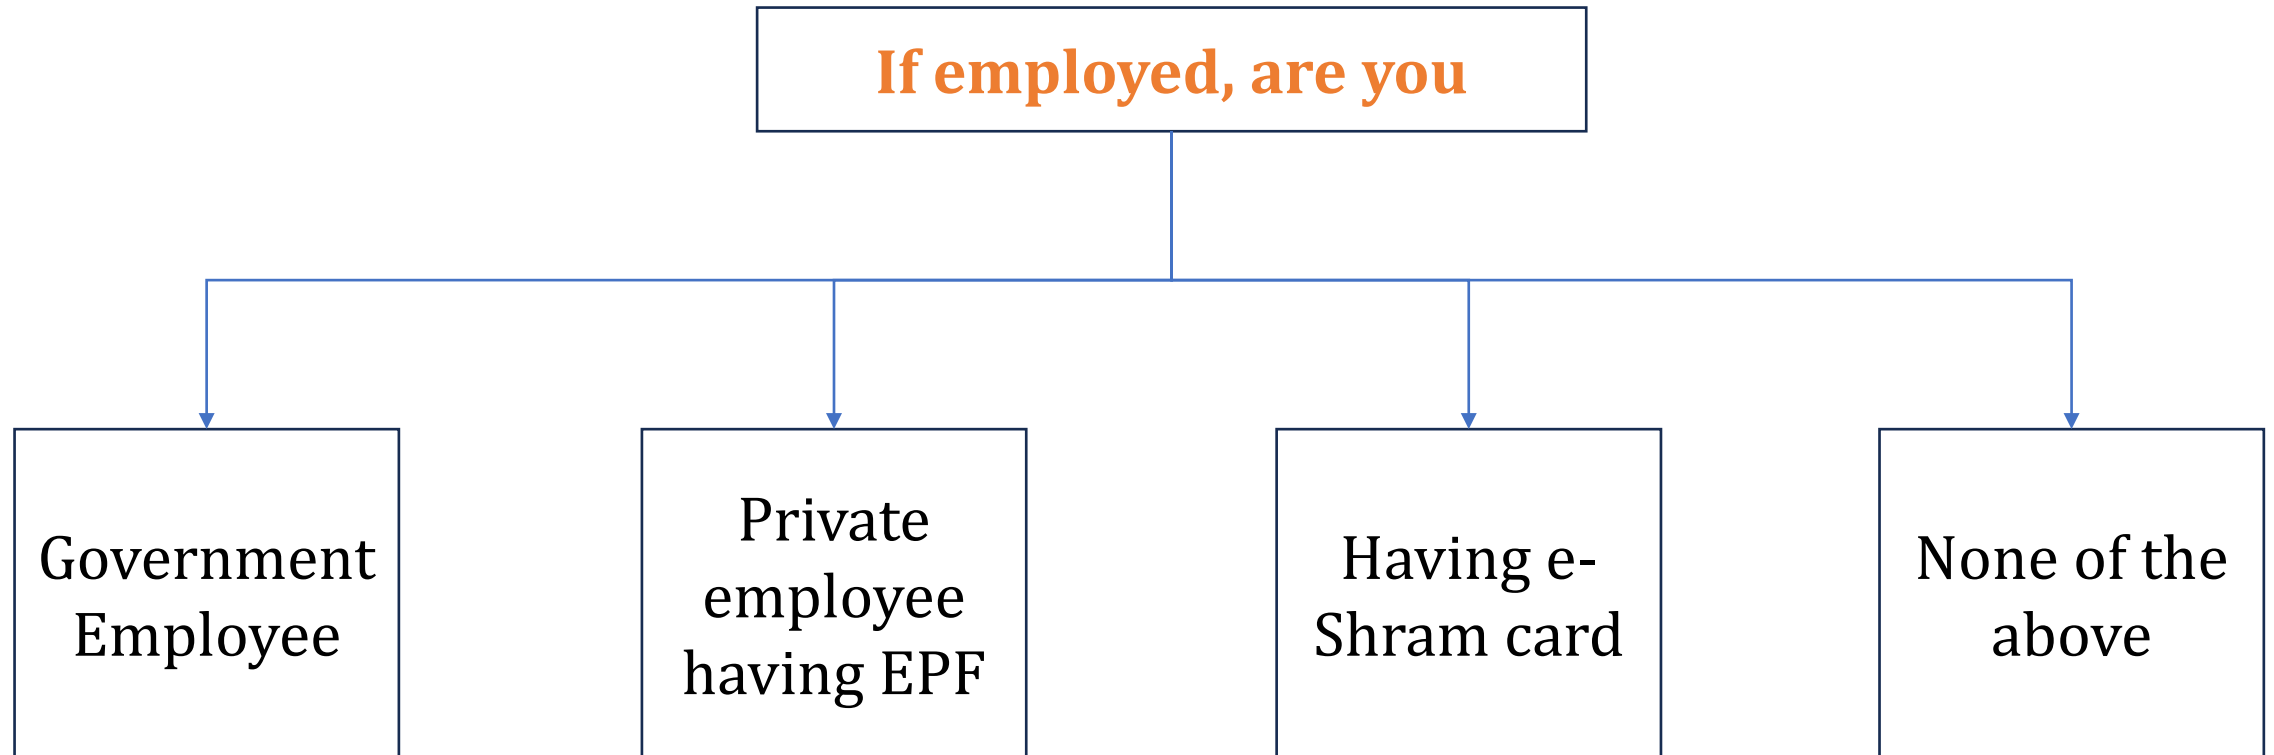 If employed, are you
Government
Employee
Private
employee
having EPF
Having e-
Shram card
None of the
above